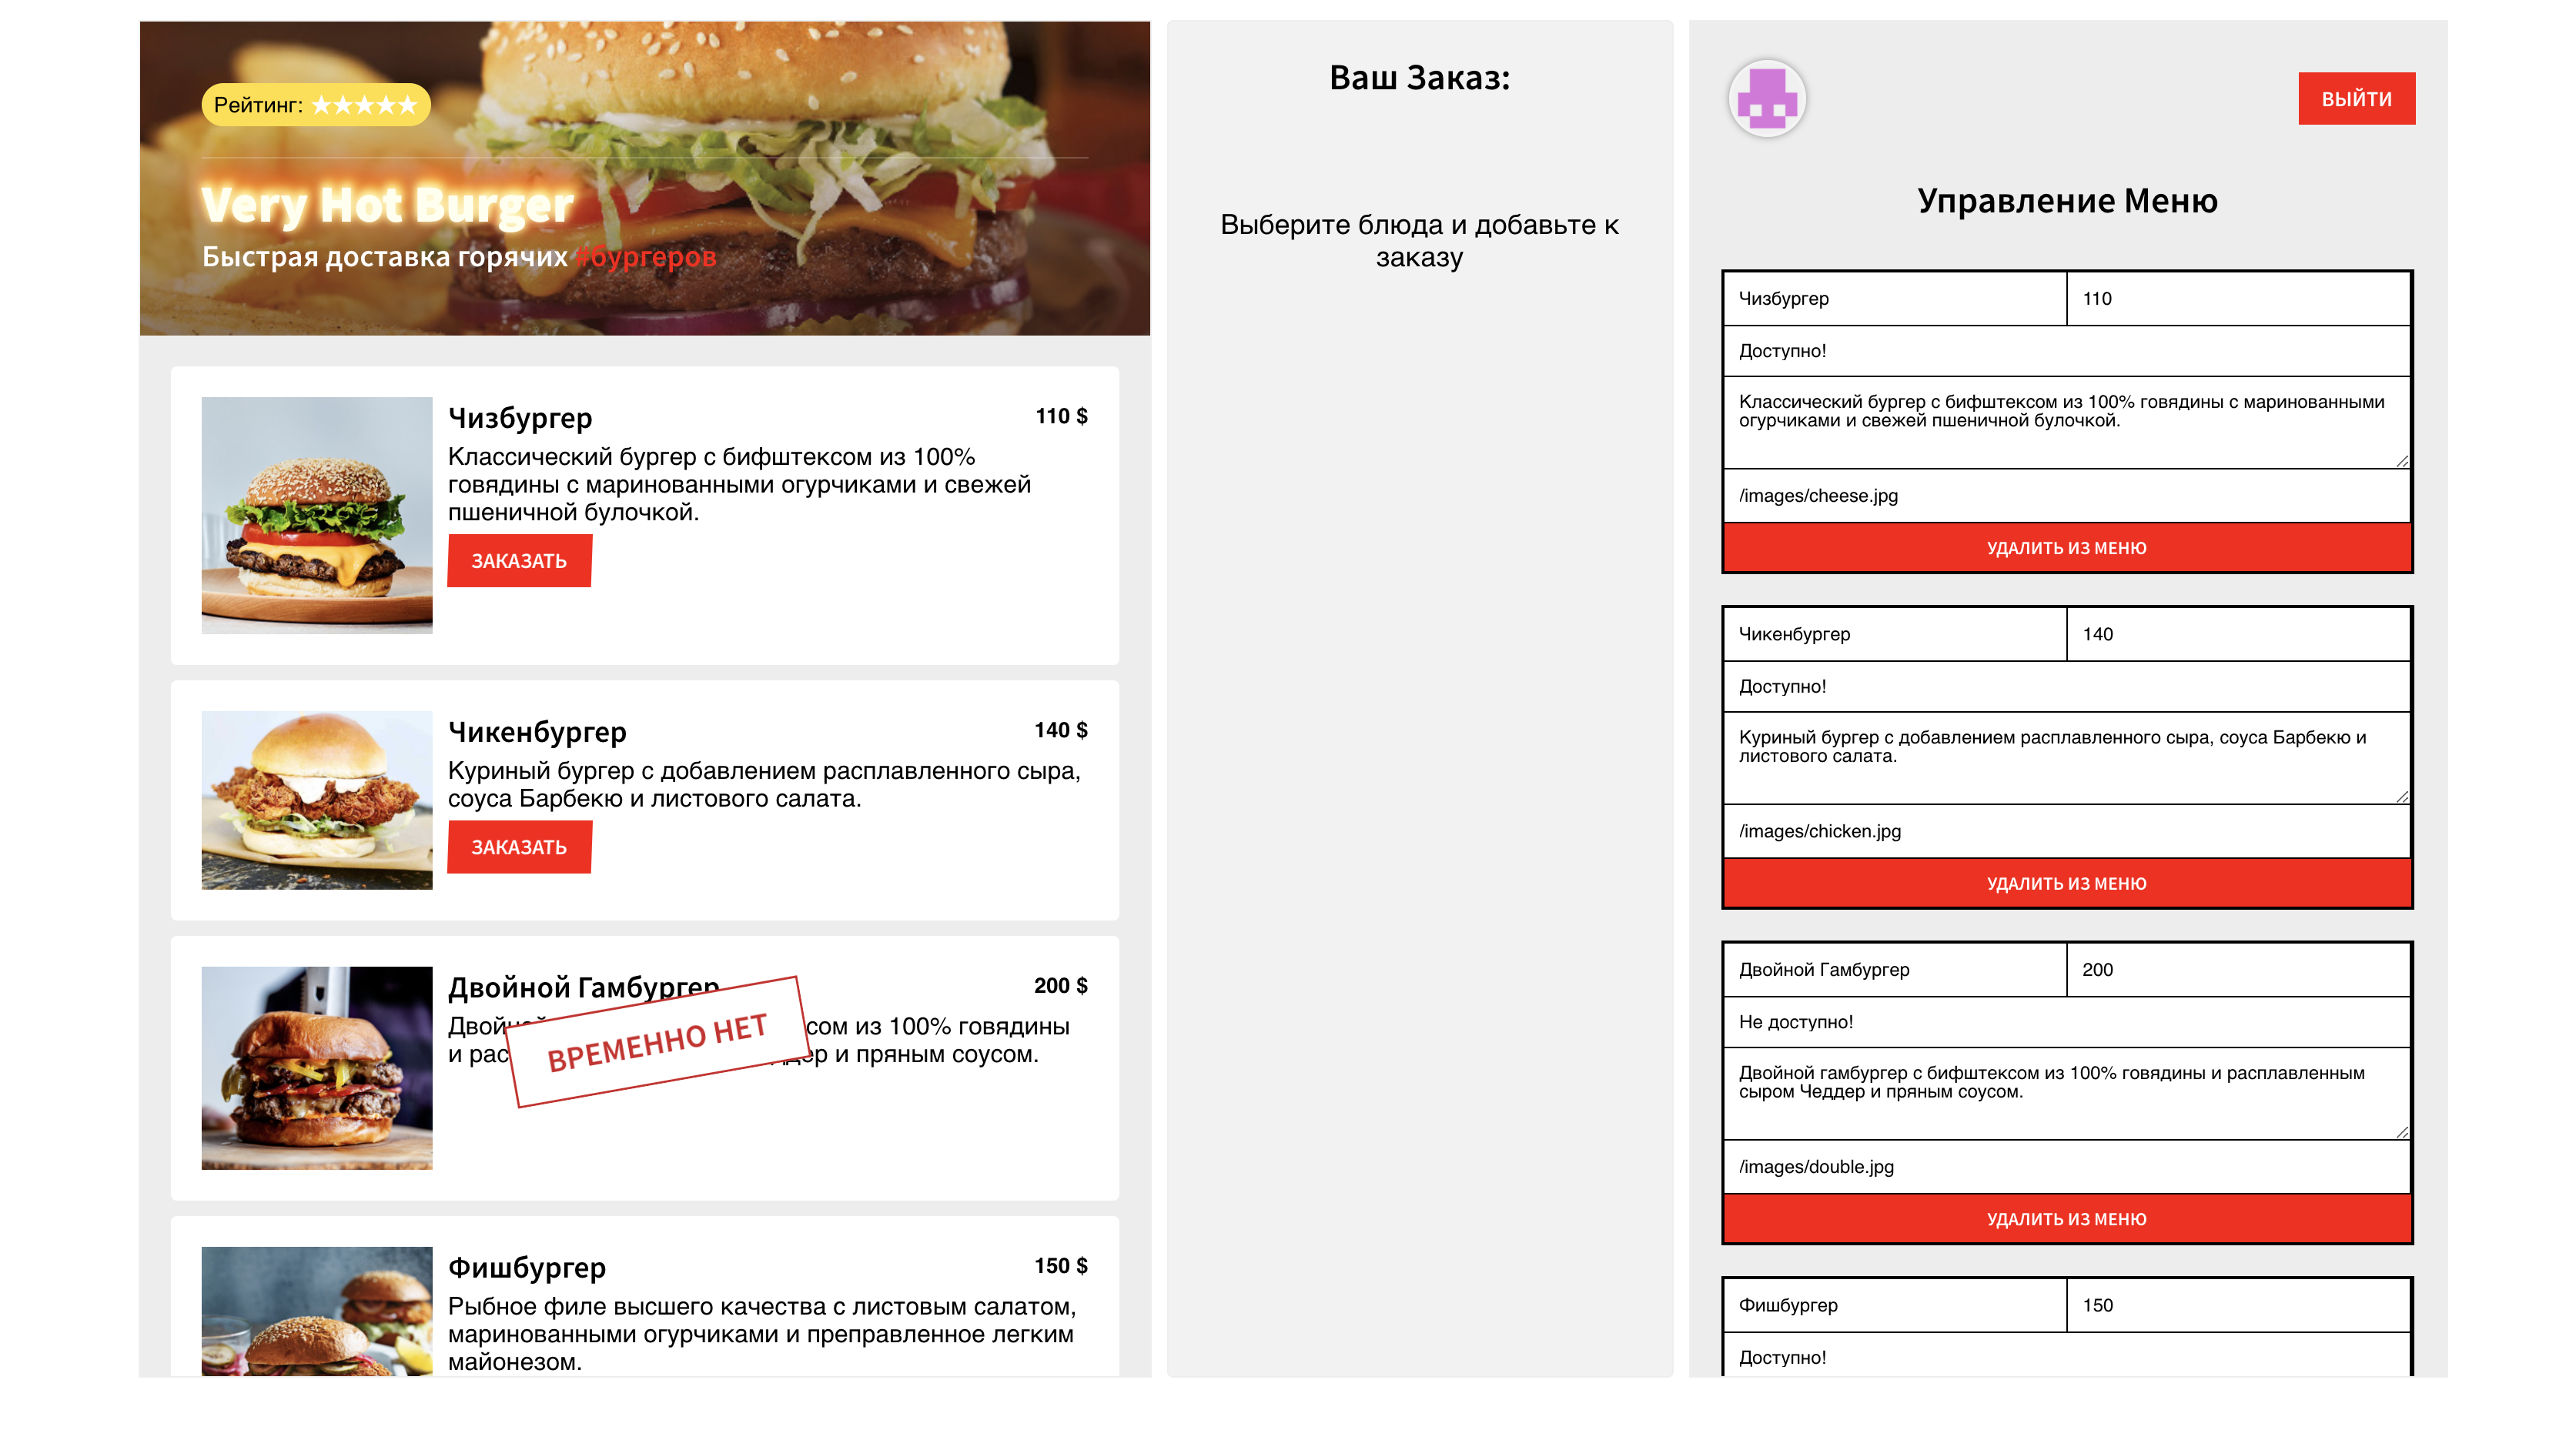 Рейтинг: ★★★★★
Very Hot Burger
Быстрая доставка горячих #бургеров
Чизбургер
110 $
Классический бургер с бифштексом из 100%
говядины с маринованными огурчиками и свежей
пшеничной булочкой.
ЗАКАЗАТЬ
Чикенбургер
140 $
Куриный бургер с добавлением расплавленного сыра,
соуса Барбекю и листового салата.
ЗАКАЗАТЬ
Двойной Гамбургер
200 $
сом из 100% говядины
и пряным соусом.
ВРЕМЕННО НЕТ
Фишбургер
150 $
Рыбное филе высшего качества с листовым салатом,
маринованными огурчиками и преправленное легким
майонезом.
Ваш Заказ:
Выберите блюда и добавьте к
заказу
ВЫЙТИ
Управление Меню
Чизбургер
110
Доступно!
Классический бургер с бифштексом из 100% говядины с маринованными
огурчиками и свежей пшеничной булочкой.
/images/cheese.jpg
УДАЛИТЬ ИЗ МЕНЮ
Чикенбургер
140
Доступно!
Куриный бургер с добавлением расплавленного сыра, соуса Барбекю и
листового салата.
/images/chicken.jpg
УДАЛИТЬ ИЗ МЕНЮ
Двойной Гамбургер
200
Не доступно!
Двойной гамбургер с бифштексом из 100% говядины и расплавленным
сыром Чеддер и пряным соусом.
/images/double.jpg
УДАЛИТЬ ИЗ МЕНЮ
Фишбургер
150
Доступно!